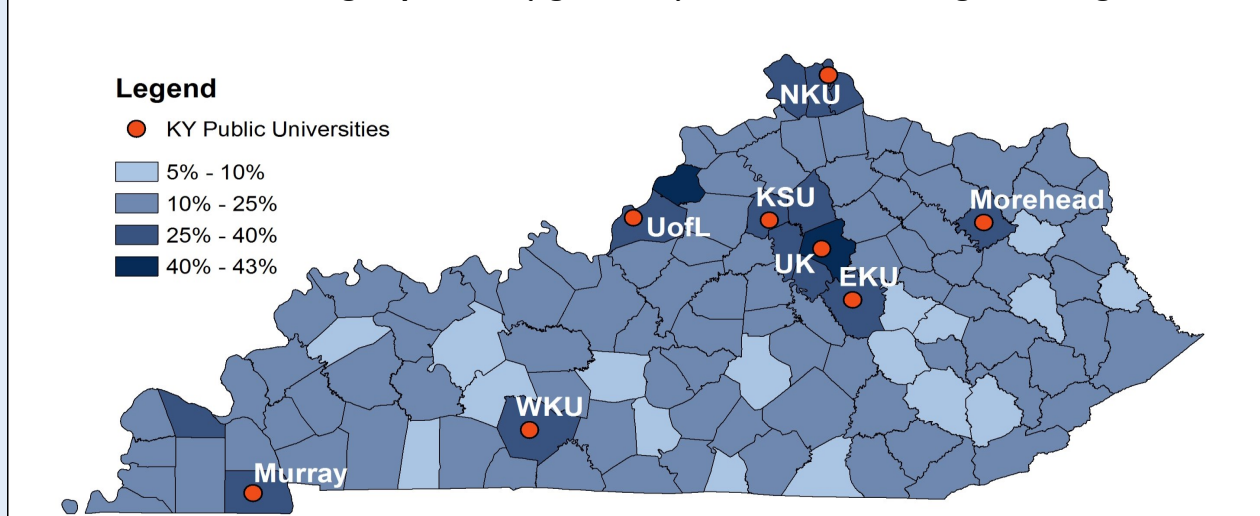 Legend
KY Public Universities
5% - 10%
10% - 25%
25% - 40%
40% - 43%
NKU
KSU
Morehead
UofL
UK
EKU
WKU
Murray